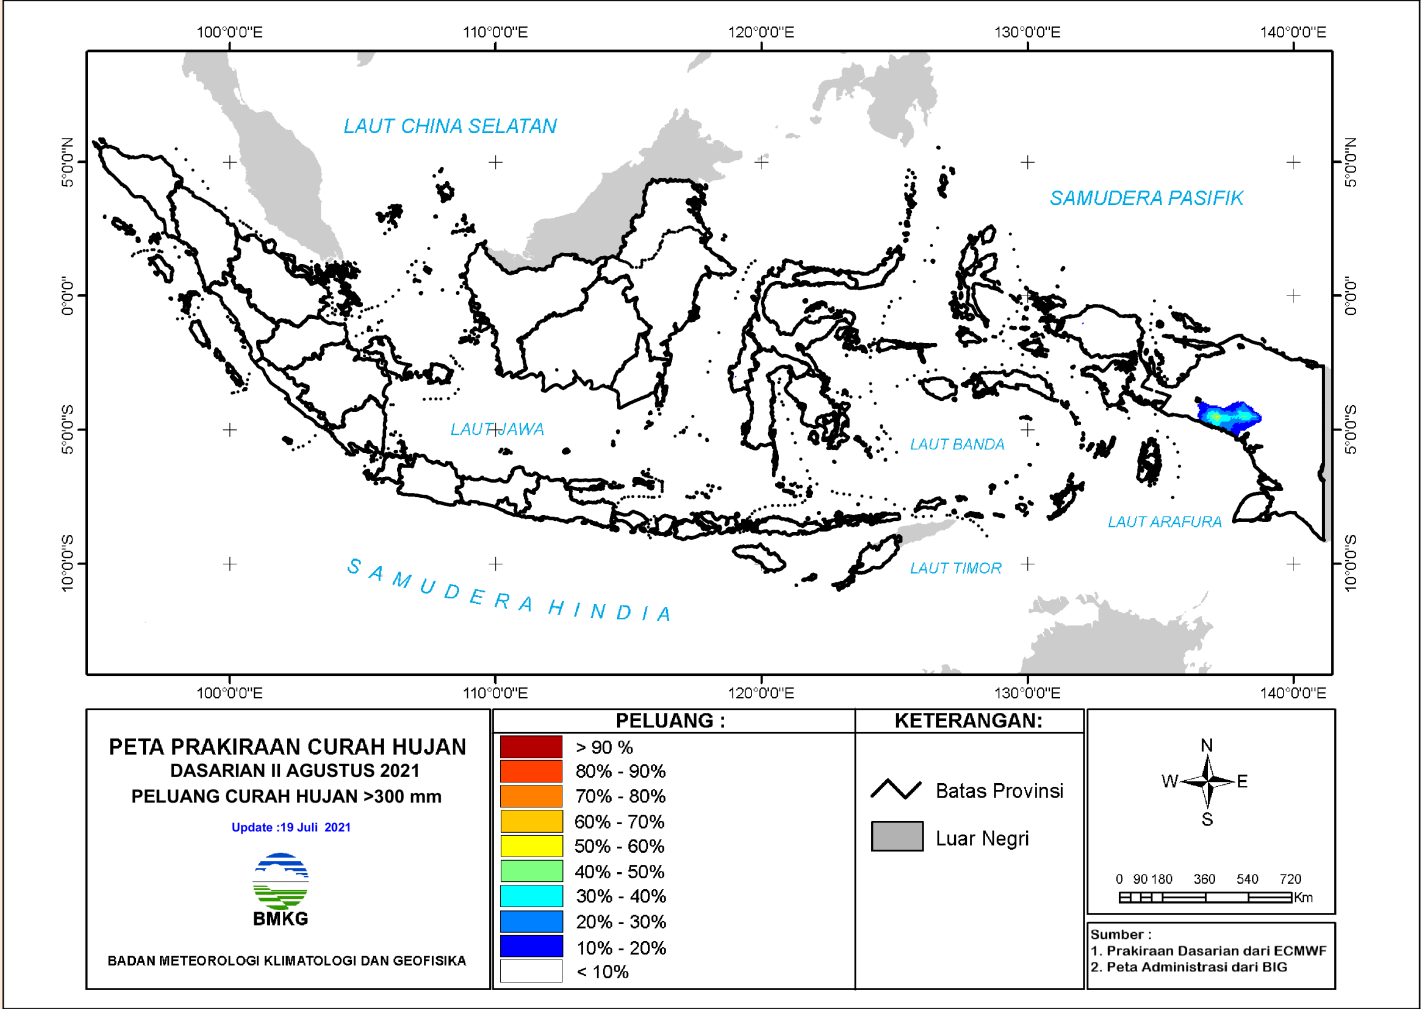 100°0'0"E 110°0'0"E 120°0'0"E 130°0'0"E 140°0'0"E
5°0'0"N
0°0'0"
5°0'0"S
10°0'0"S
LAUT CHINA SELATAN
SAMUDERA PASIFIK
LAUT JAWA
LAUT BANDA
LAUT ARAFURA
LAUT TIMOR
SAMUDERA HINDIA
5°0'0"N
0°0'0"
5°0'0"S
10°0'0"S
100°0'0"E 110°0'0"E 120°0'0"E 130°0'0"E 140°0'0"E
PETA PRAKIRAAN CURAH HUJAN
DASARIAN II AGUSTUS 2021
PELUANG CURAH HUJAN >300 mm
Update :19 Juli 2021
BMKG
BADAN METEOROLOGI KLIMATOLOGI DAN GEOFISIKA
PELUANG :
> 90 %
80% - 90%
70% - 80%
60% - 70%
50% - 60%
40% - 50%
30% - 40%
20% - 30%
10% - 20%
< 10%
KETERANGAN:
Batas Provinsi
Luar Negri
N
W E
S
0 90 180 360 540 720
Km
Sumber :
1. Prakiraan Dasarian dari ECMWF
2. Peta Administrasi dari BIG